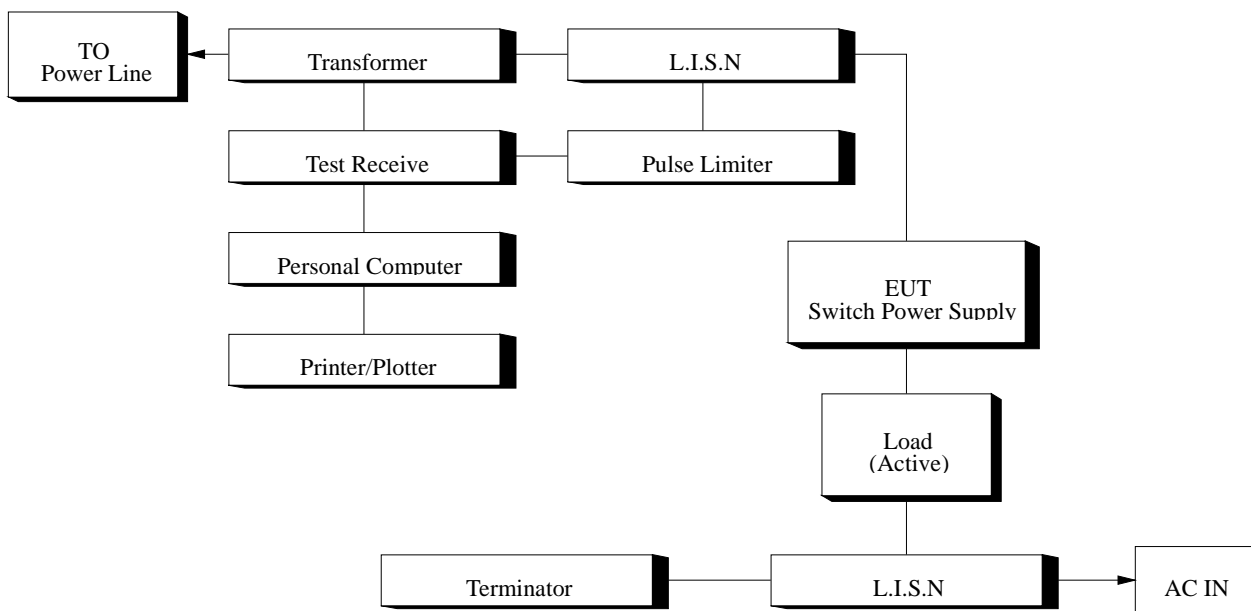 TO
Power Line
Transformer
L.I.S.N
Test Receive
Pulse Limiter
Personal Computer
EUT
Switch Power Supply
Printer/Plotter
Load
(Active)
Terminator
L.I.S.N
AC IN